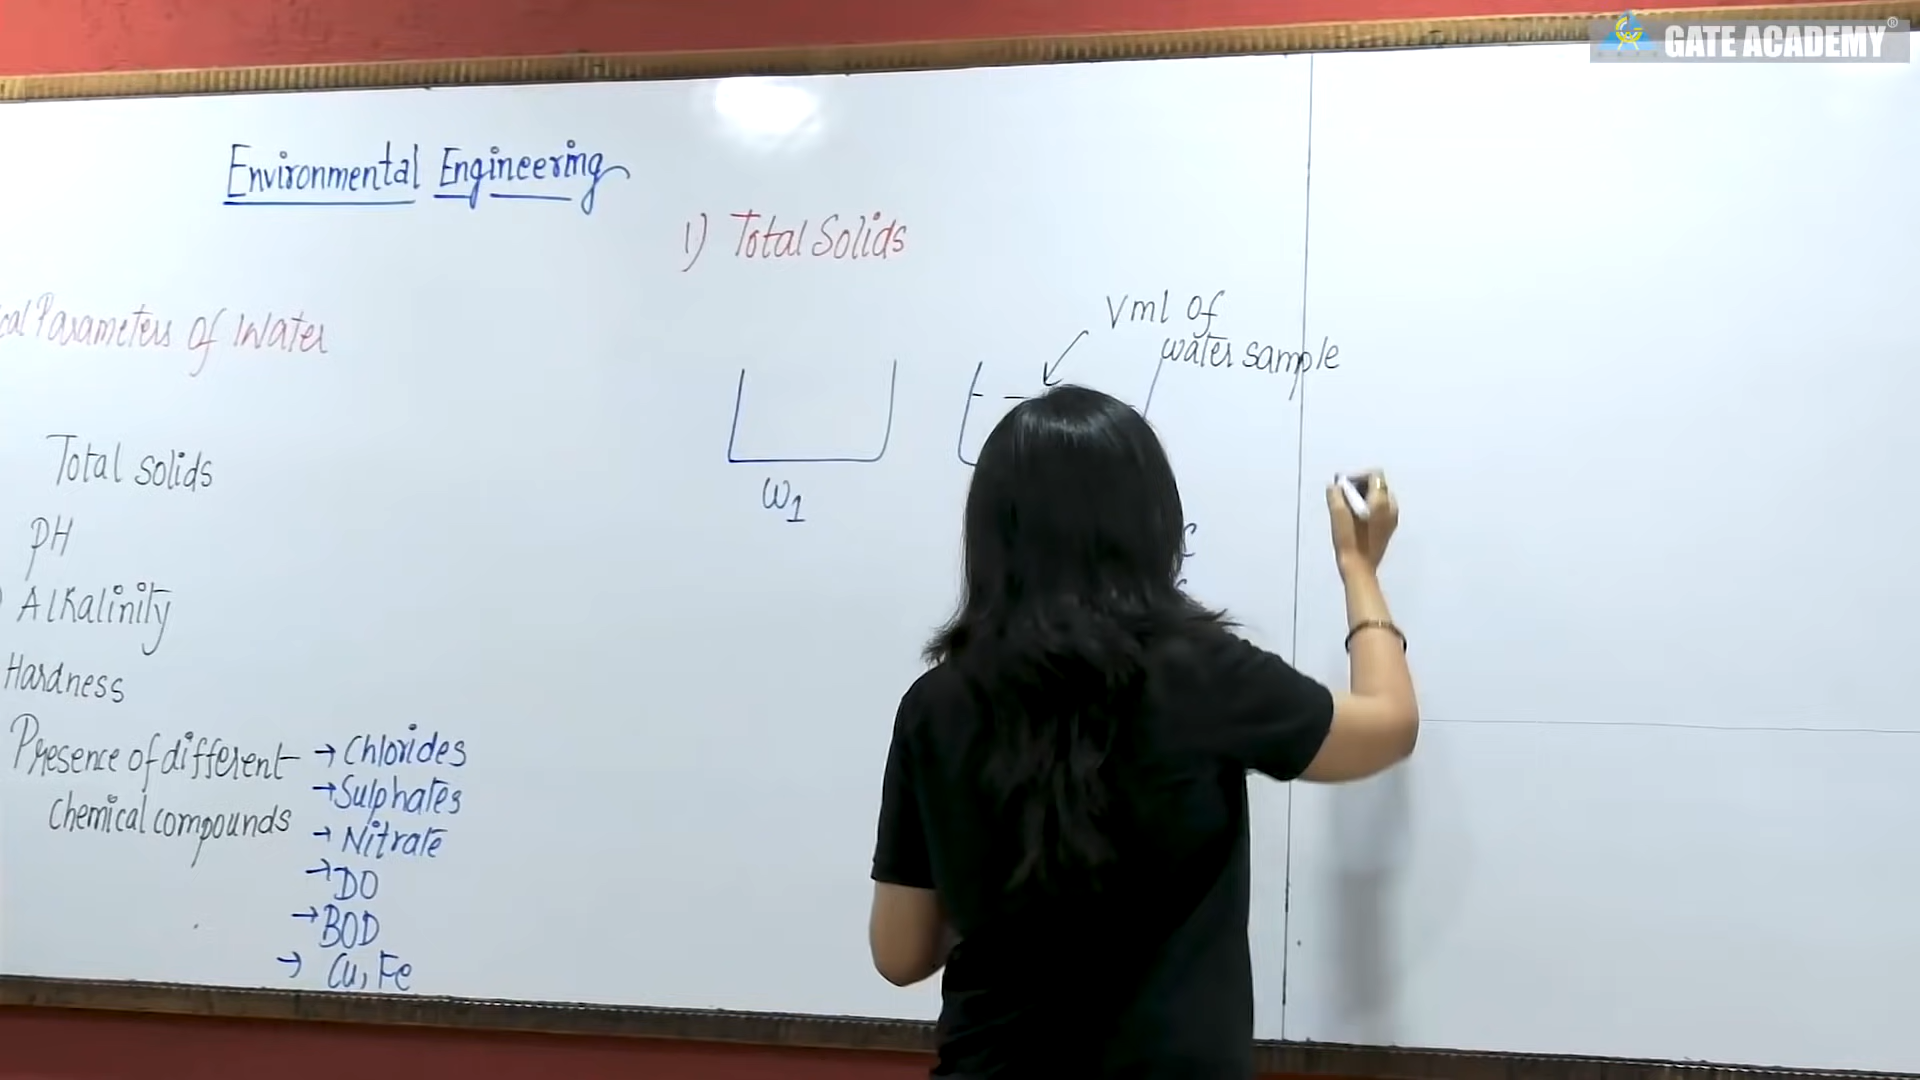 GATE ACADEMY®
Environmental Engineering
Parameters of Water
Total solids
PH
Alkalinity
Hardness
Presence of different
Chemical compounds
→ Chlorides
→ Sulphates
→ Nitrate
→ DO
→ BOD
→ Cu, Fe
1) Total Solids
Vml of
water sample
W1